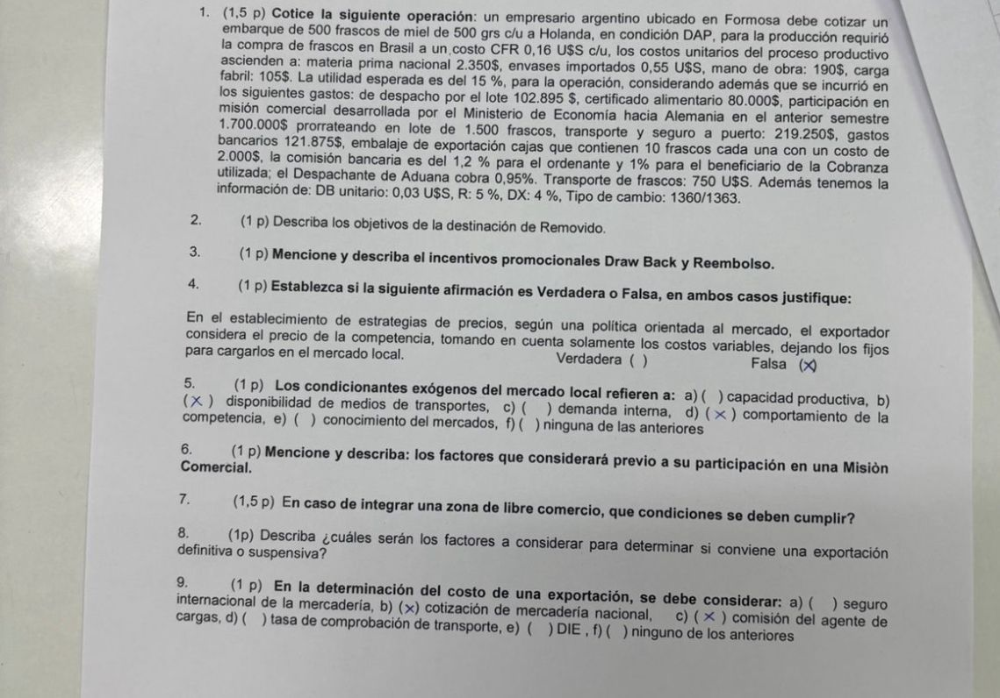 1. (1,5 p) Cotice la siguiente operación: un empresario argentino ubicado en Formosa debe cotizar un
embarque de 500 frascos de miel de 500 grs c/u a Holanda, en condición DAP, para la producción requirió
la compra de frascos en Brasil a un costo CFR 0,16 U$S c/u, los costos unitarios del proceso productivo
ascienden a: materia prima nacional 2.350$, envases importados 0,55 U$S, mano de obra: 190$, carga
fabril: 105$. La utilidad esperada es del 15 %, para la operación, considerando además que se incurrió en
los siguientes gastos: de despacho por el lote 102.895 $, certificado alimentario 80.000$, participación en
misión comercial desarrollada por el Ministerio de Economía hacia Alemania en el anterior semestre
1.700.000$ prorrateando en lote de 1.500 frascos, transporte y seguro a puerto: 219.250$, gastos
bancarios 121.875$, embalaje de exportación cajas que contienen 10 frascos cada una con un costo de
2.000$, la comisión bancaria es del 1,2 % para el ordenante y 1% para el beneficiario de la Cobranza
utilizada; el Despachante de Aduana cobra 0,95%. Transporte de frascos: 750 U$S. Además tenemos la
información de: DB unitario: 0,03 U$S, R: 5 %, DX: 4 %, Tipo de cambio: 1360/1363.
2. (1 p) Describa los objetivos de la destinación de Removido.
3. (1 p) Mencione y describa el incentivos promocionales Draw Back y Reembolso.
4. (1 p) Establezca si la siguiente afirmación es Verdadera o Falsa, en ambos casos justifique:
En el establecimiento de estrategias de precios, según una política orientada al mercado, el exportador
considera el precio de la competencia, tomando en cuenta solamente los costos variables, dejando los fijos
para cargarlos en el mercado local. Verdadera ( ) Falsa (x)
5. (1 p) Los condicionantes exógenos del mercado local refieren a: a) ( ) capacidad productiva, b)
(x) disponibilidad de medios de transportes, c) ( ) demanda interna, d) (x) comportamiento de la
competencia, e) ( ) conocimiento del mercados, f) ( ) ninguna de las anteriores
6. (1 p) Mencione y describa: los factores que considerará previo a su participación en una Misiòn
Comercial.
7. (1,5 p) En caso de integrar una zona de libre comercio, que condiciones se deben cumplir?
8. (1p) Describa ¿cuáles serán los factores a considerar para determinar si conviene una exportación
definitiva o suspensiva?
9. (1 p) En la determinación del costo de una exportación, se debe considerar: a) ( ) seguro
internacional de la mercadería, b) (x) cotización de mercadería nacional, c) (x) comisión del agente de
cargas, d) ( ) tasa de comprobación de transporte, e) ( ) DIE , f) ( ) ninguno de los anteriores